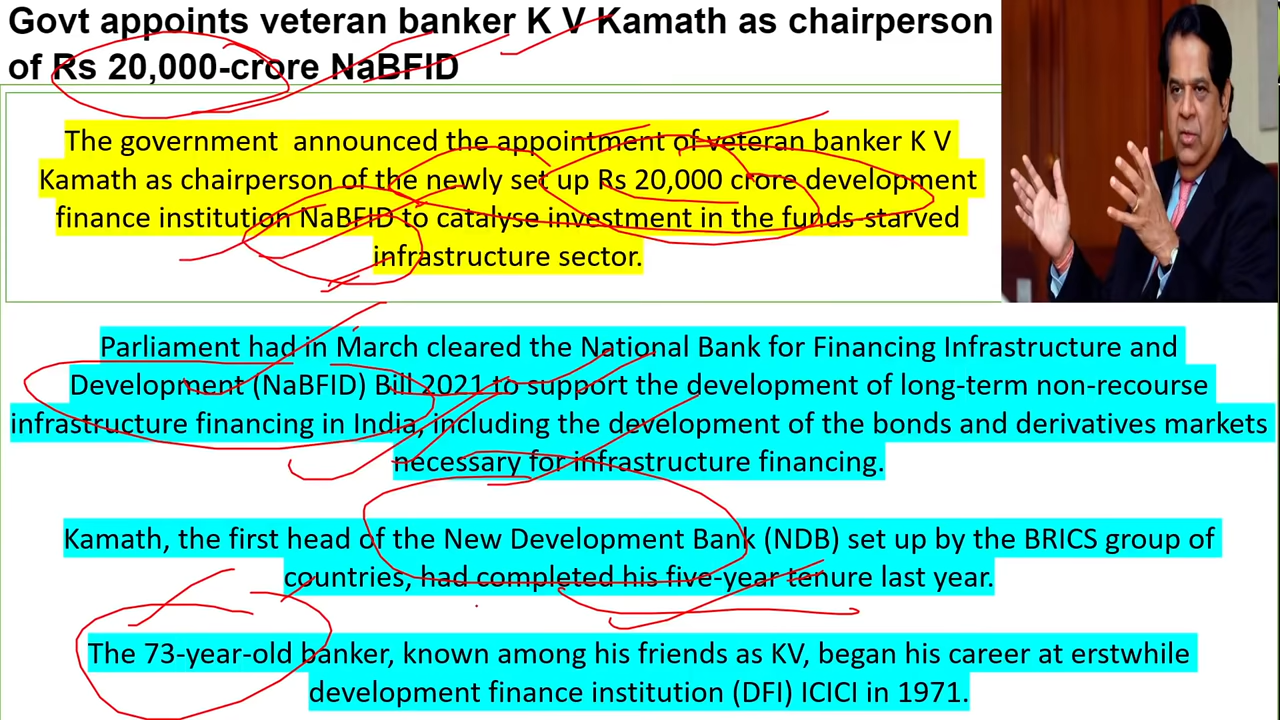 Govt appoints veteran banker K V Kamath as chairperson
of Rs 20,000-crore NaBFID
The government announced the appointment of veteran banker K V
Kamath as chairperson of the newly set up Rs 20,000 crore development
finance institution NaBFID to catalyse investment in the funds-starved
infrastructure sector.
Parliament had in March cleared the National Bank for Financing Infrastructure and
Development (NaBFID) Bill 2021 to support the development of long-term non-recourse
infrastructure financing in India, including the development of the bonds and derivatives markets
necessary for infrastructure financing.
Kamath, the first head of the New Development Bank (NDB) set up by the BRICS group of
countries, had completed his five-year tenure last year.
The 73-year-old banker, known among his friends as KV, began his career at erstwhile
development finance institution (DFI) ICICI in 1971.